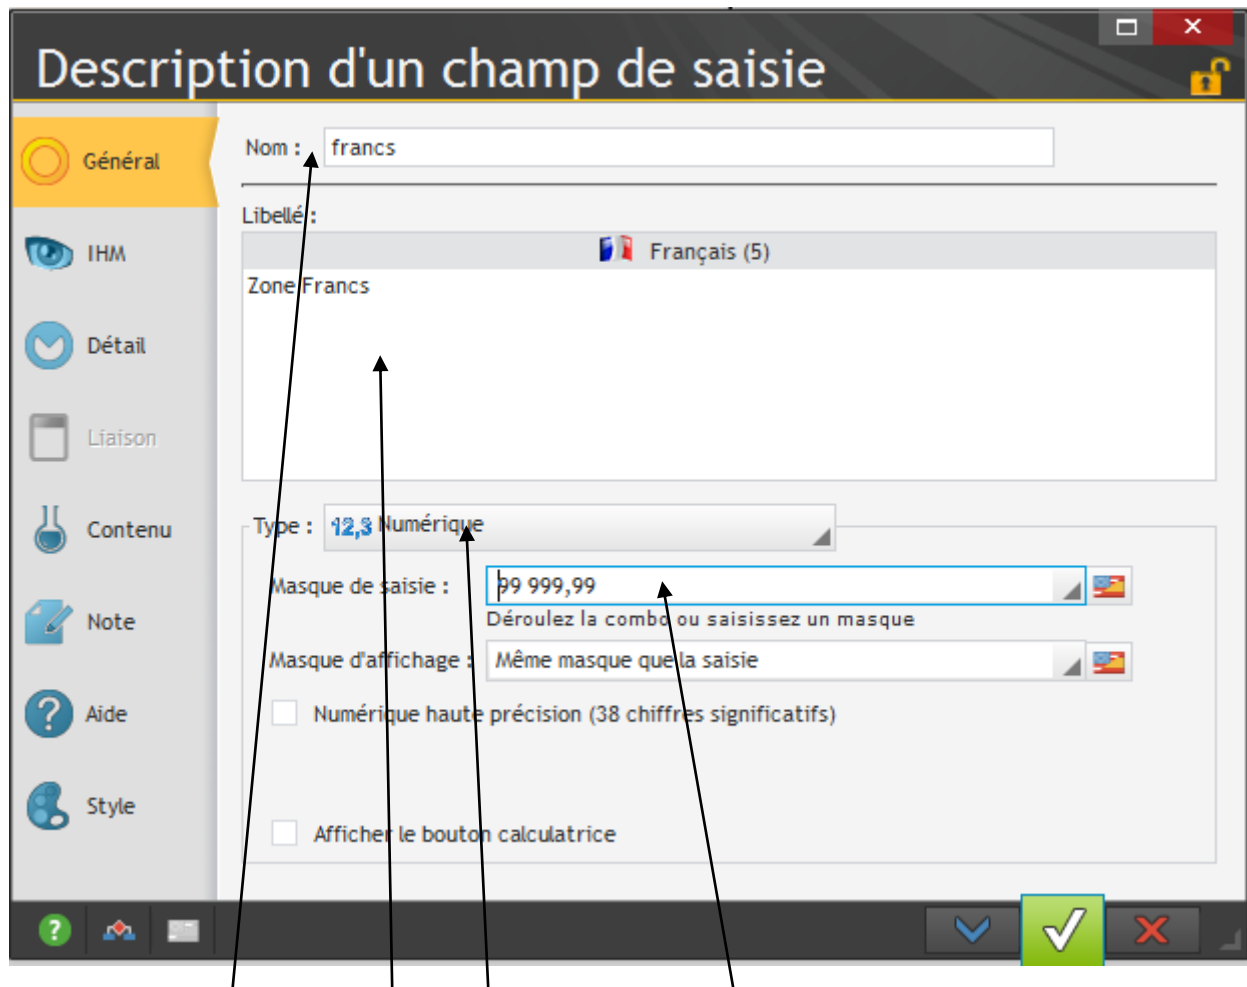 Description d'un champ de saisie
Général
Nom : francs
Libellé :
IHM
Français (5)
Zone Francs
Détail
Liaison
Contenu
Type : 12,3 Numérique
Masque de saisie : 99 999,99
Déroulez la combo ou saisissez un masque
Note
Masque d'affichage : Même masque que la saisie
Aide
Numérique haute précision (38 chiffres significatifs)
Style
Afficher le bouton calculatrice
?